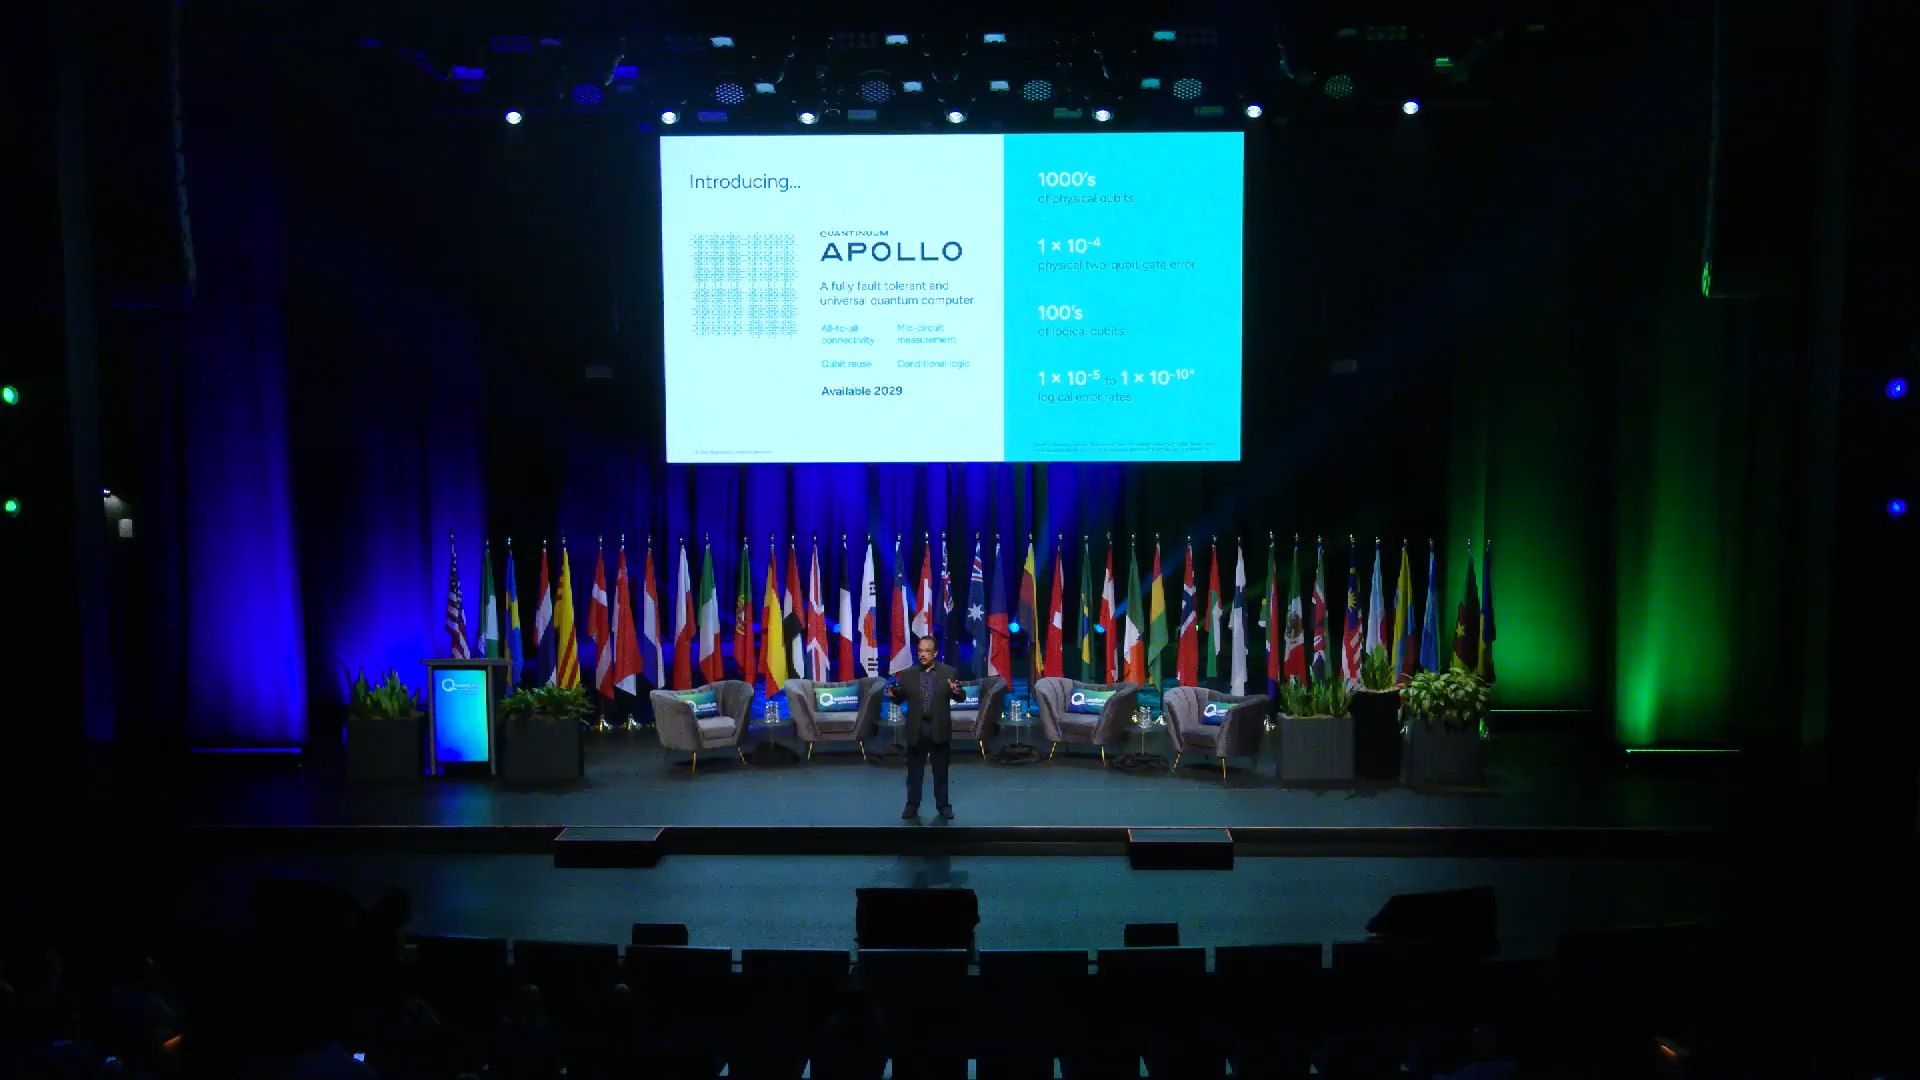 Introducing...
QUANTINUUM
APOLLO
A fully fault tolerant and
universal quantum computer
All-to-all
connectivity
Mid-circuit
measurement
Qubit reuse
Conditional logic
Available 2029
1000's
of physical qubits
1 × 10⁻⁴
physical two-qubit gate error
100's
of logical qubits
1 × 10⁻⁵ to 1 × 10⁻¹⁰*
logical error rates
Quantum
Quantum